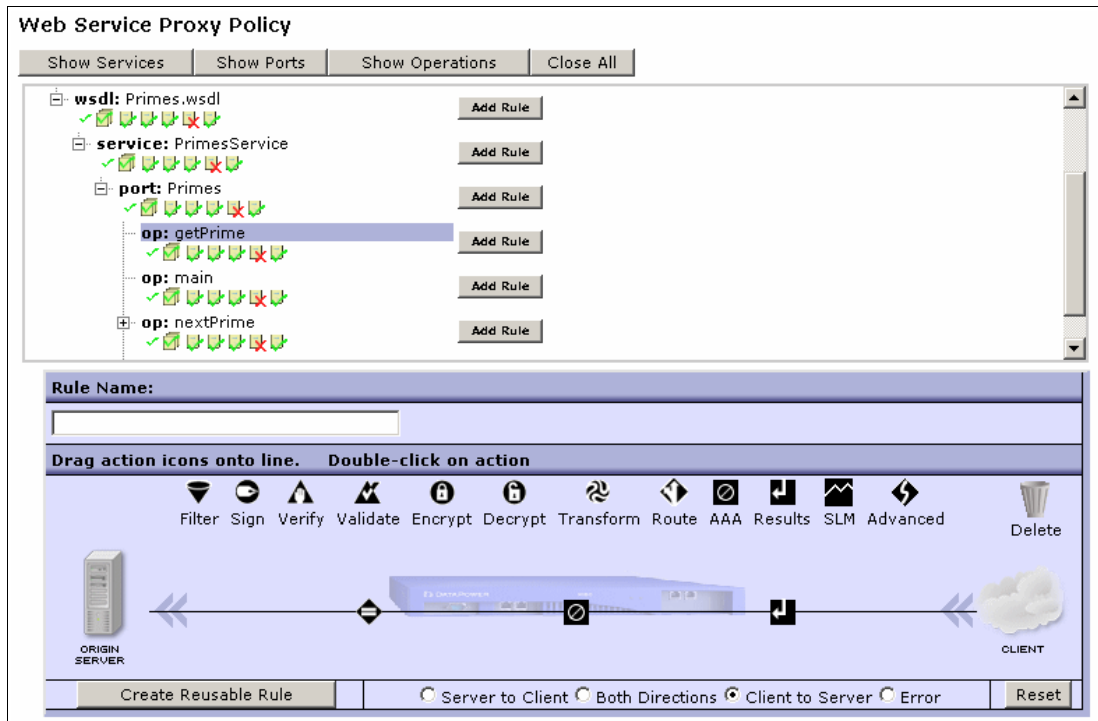 Web Service Proxy Policy
Show Services Show Ports Show Operations Close All
wsdl: Primes.wsdl Add Rule
service: PrimesService Add Rule
port: Primes Add Rule
op: getPrime Add Rule
op: main Add Rule
op: nextPrime Add Rule
Rule Name:
Drag action icons onto line. Double-click on action
Filter Sign Verify Validate Encrypt Decrypt Transform Route AAA Results SLM Advanced
Delete
DATAPOWER
ORIGIN
SERVER
CLIENT
Create Reusable Rule Server to Client Both Directions Client to Server Error Reset